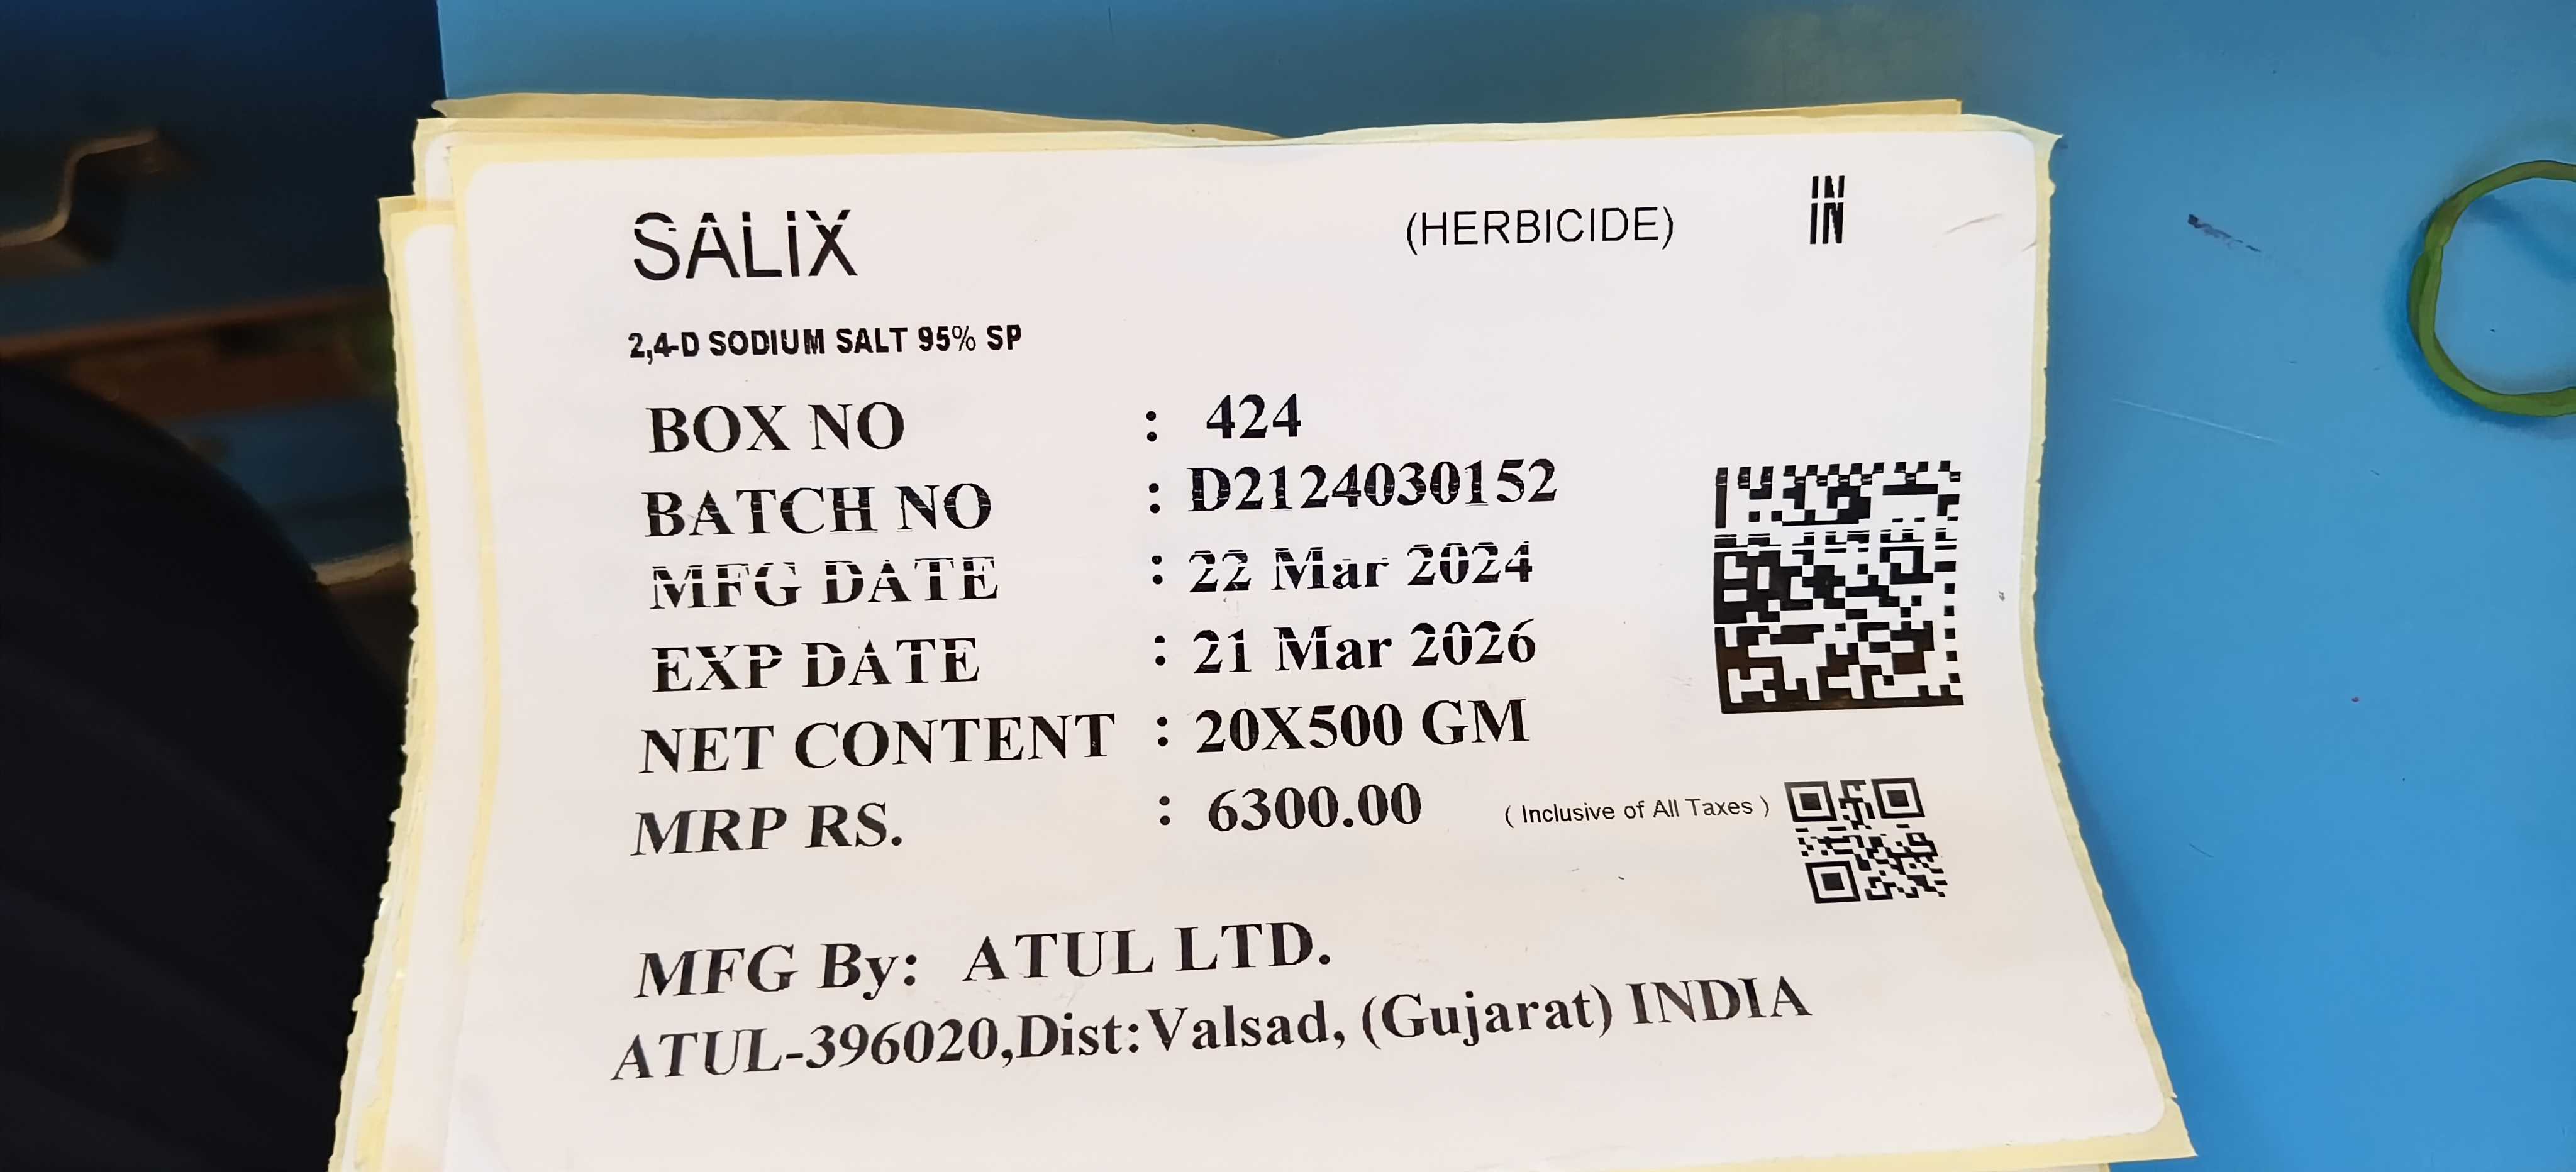 SALIX (HERBICIDE) IN
IN
2,4-D SODIUM SALT 95% SP
BOX NO : 424
BATCH NO : D2124030152
MFG DATE : 22 Mar 2024
EXP DATE : 21 Mar 2026
NET CONTENT : 20X500 GM
MRP RS. : 6300.00 ( Inclusive of All Taxes )
MFG By: ATUL LTD.
ATUL-396020,Dist:Valsad, (Gujarat) INDIA